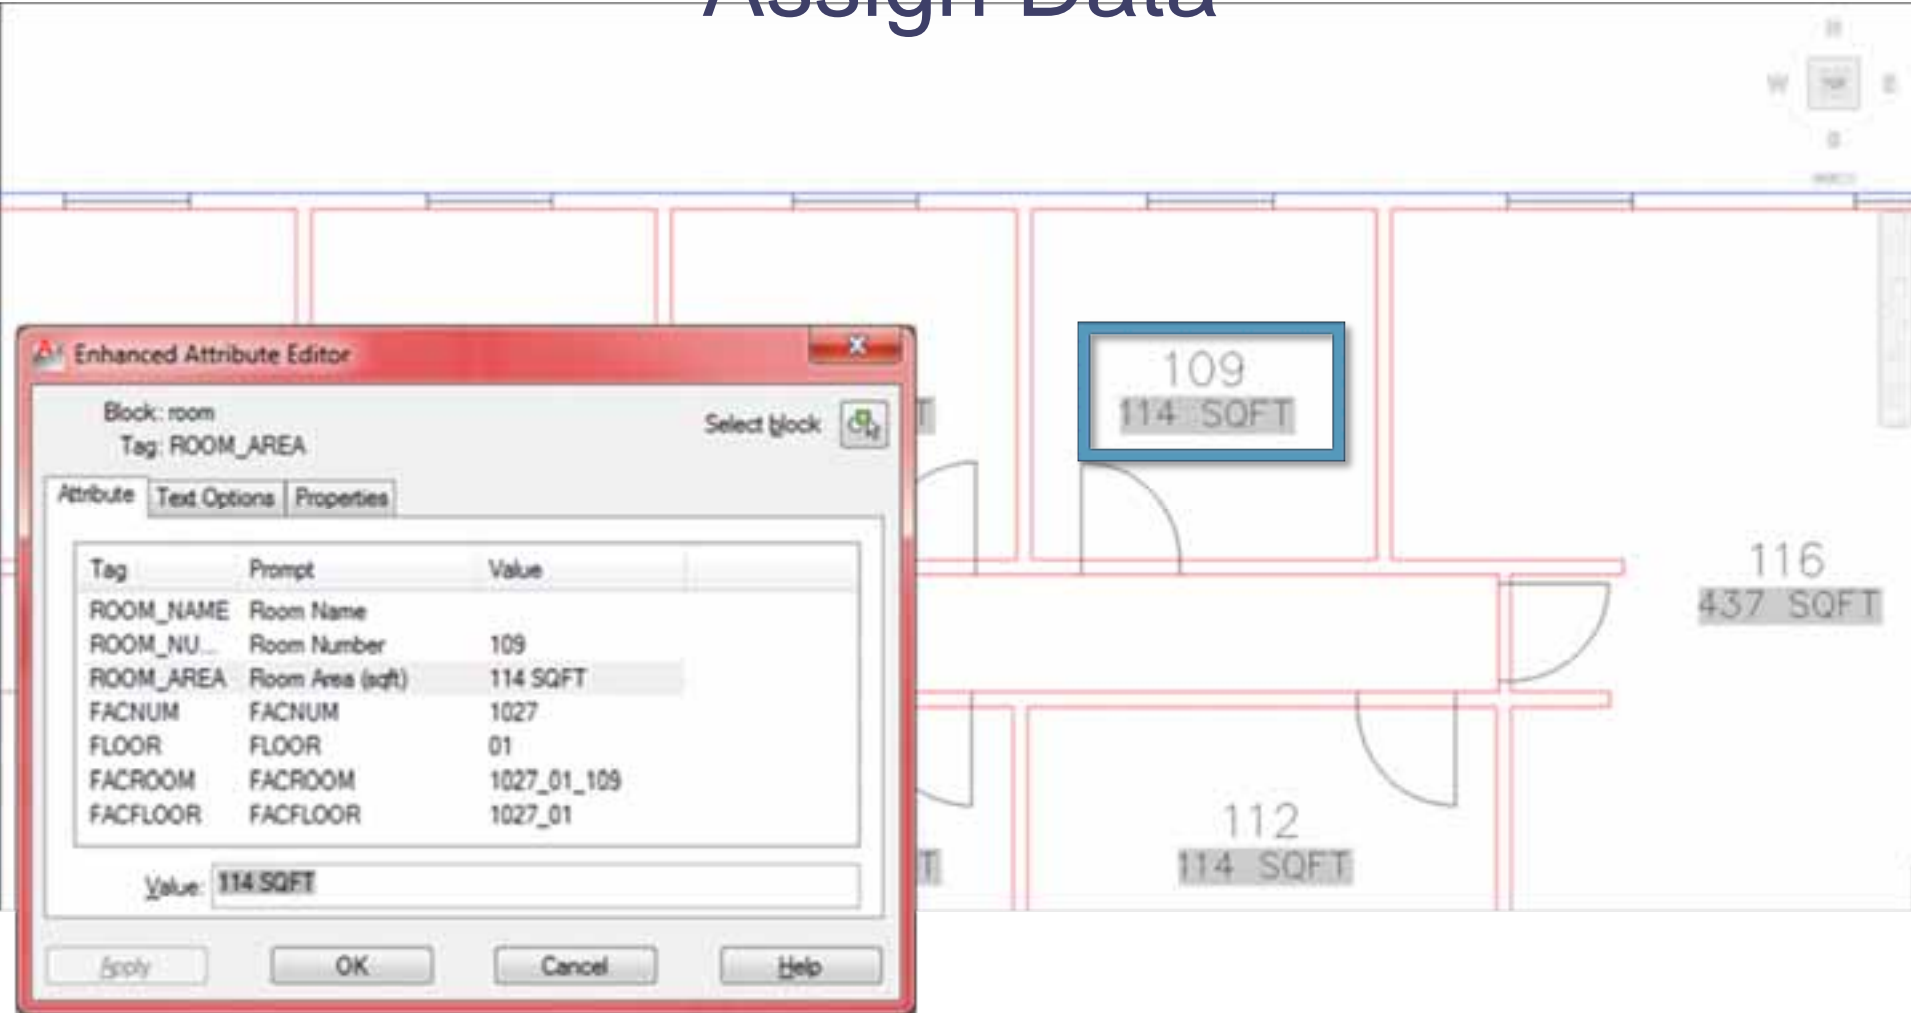 Assign Data
W
TOP
Enhanced Attribute Editor
Block: room
Tag: ROOM_AREA
Select block
Attribute Text Options Properties
Tag Prompt Value
ROOM_NAME Room Name
ROOM_NU... Room Number 109
ROOM_AREA Room Area (sqft) 114 SQFT
FACNUM FACNUM 1027
FLOOR FLOOR 01
FACROOM FACROOM 1027_01_109
FACFLOOR FACFLOOR 1027_01
Value: 114 SQFT
Apply OK Cancel Help
T
109
114 SQFT
116
437 SQFT
112
114 SQFT
T